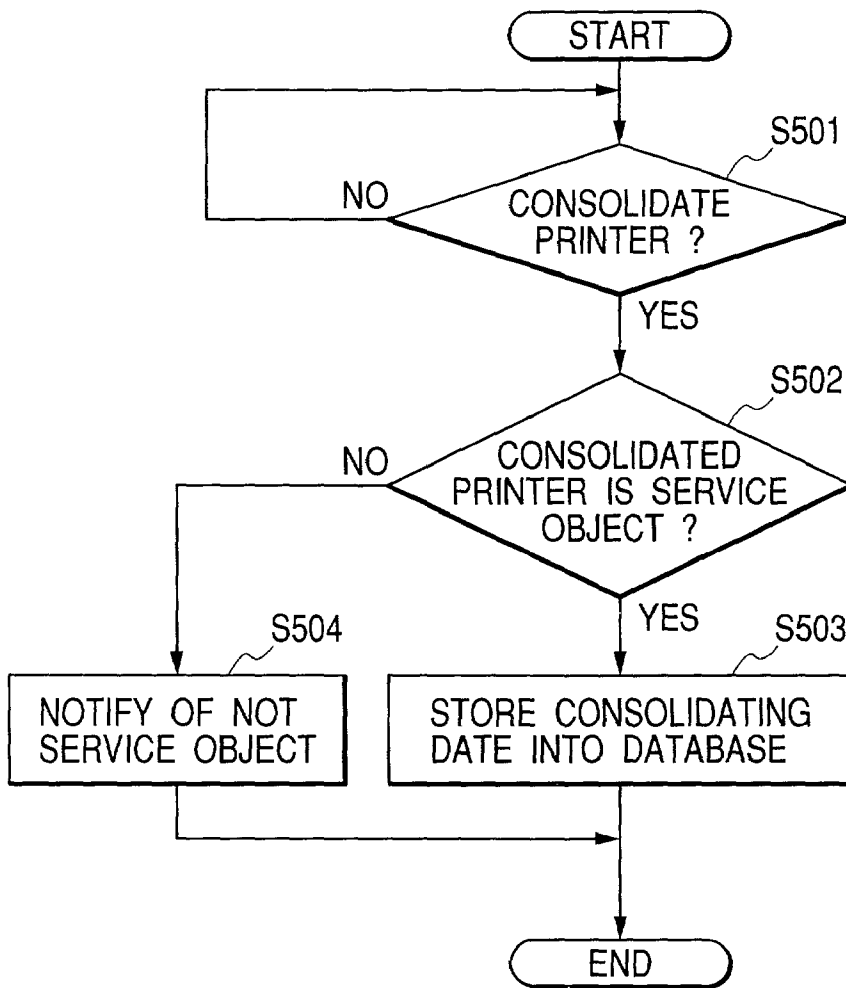 START
S501
NO
CONSOLIDATE
PRINTER ?
YES
S502
NO
CONSOLIDATED
PRINTER IS SERVICE
OBJECT ?
YES
S504
S503
NOTIFY OF NOT
SERVICE OBJECT
STORE CONSOLIDATING
DATE INTO DATABASE
END